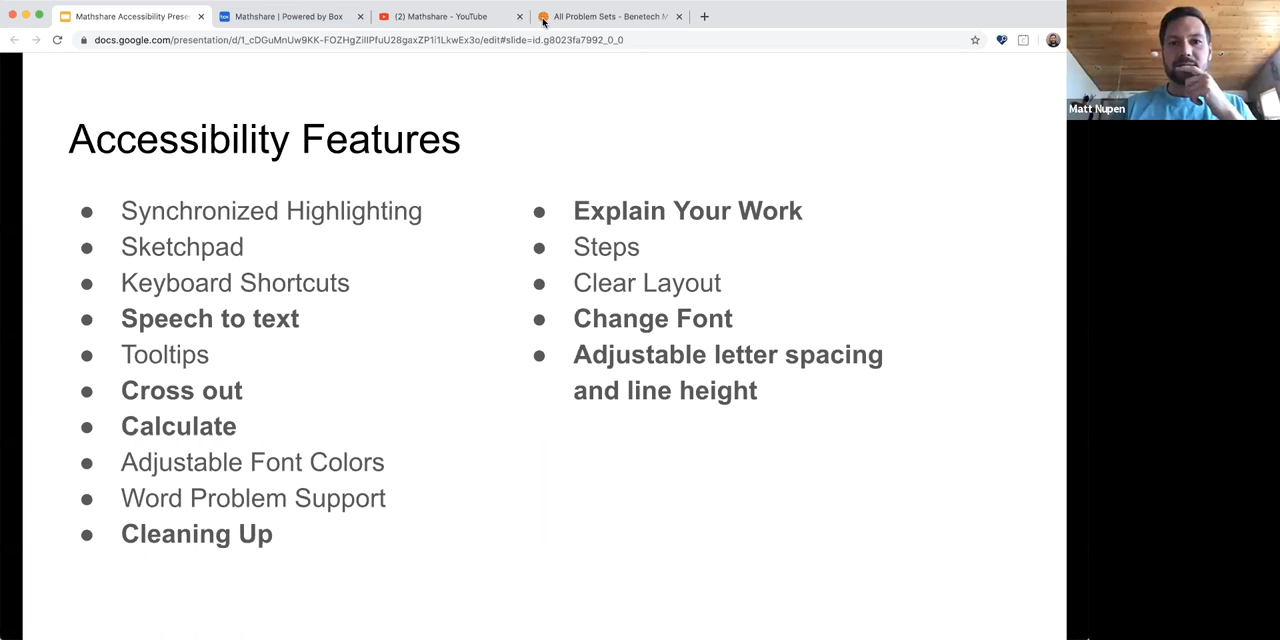 Mathshare Accessibility Prese
Mathshare | Powered by Box
(2) Mathshare - YouTube
All Problem Sets - Benetech M
docs.google.com/presentation/d/1_cDGuMnUw9KK-FOZHgZillPfuU28gaxZP1i1LkwEx3o/edit#slide=id.g8023fa7992_0_0
Matt Nupen
Accessibility Features
Synchronized Highlighting
Sketchpad
Keyboard Shortcuts
Speech to text
Tooltips
Cross out
Calculate
Adjustable Font Colors
Word Problem Support
Cleaning Up
Explain Your Work
Steps
Clear Layout
Change Font
Adjustable letter spacing
and line height